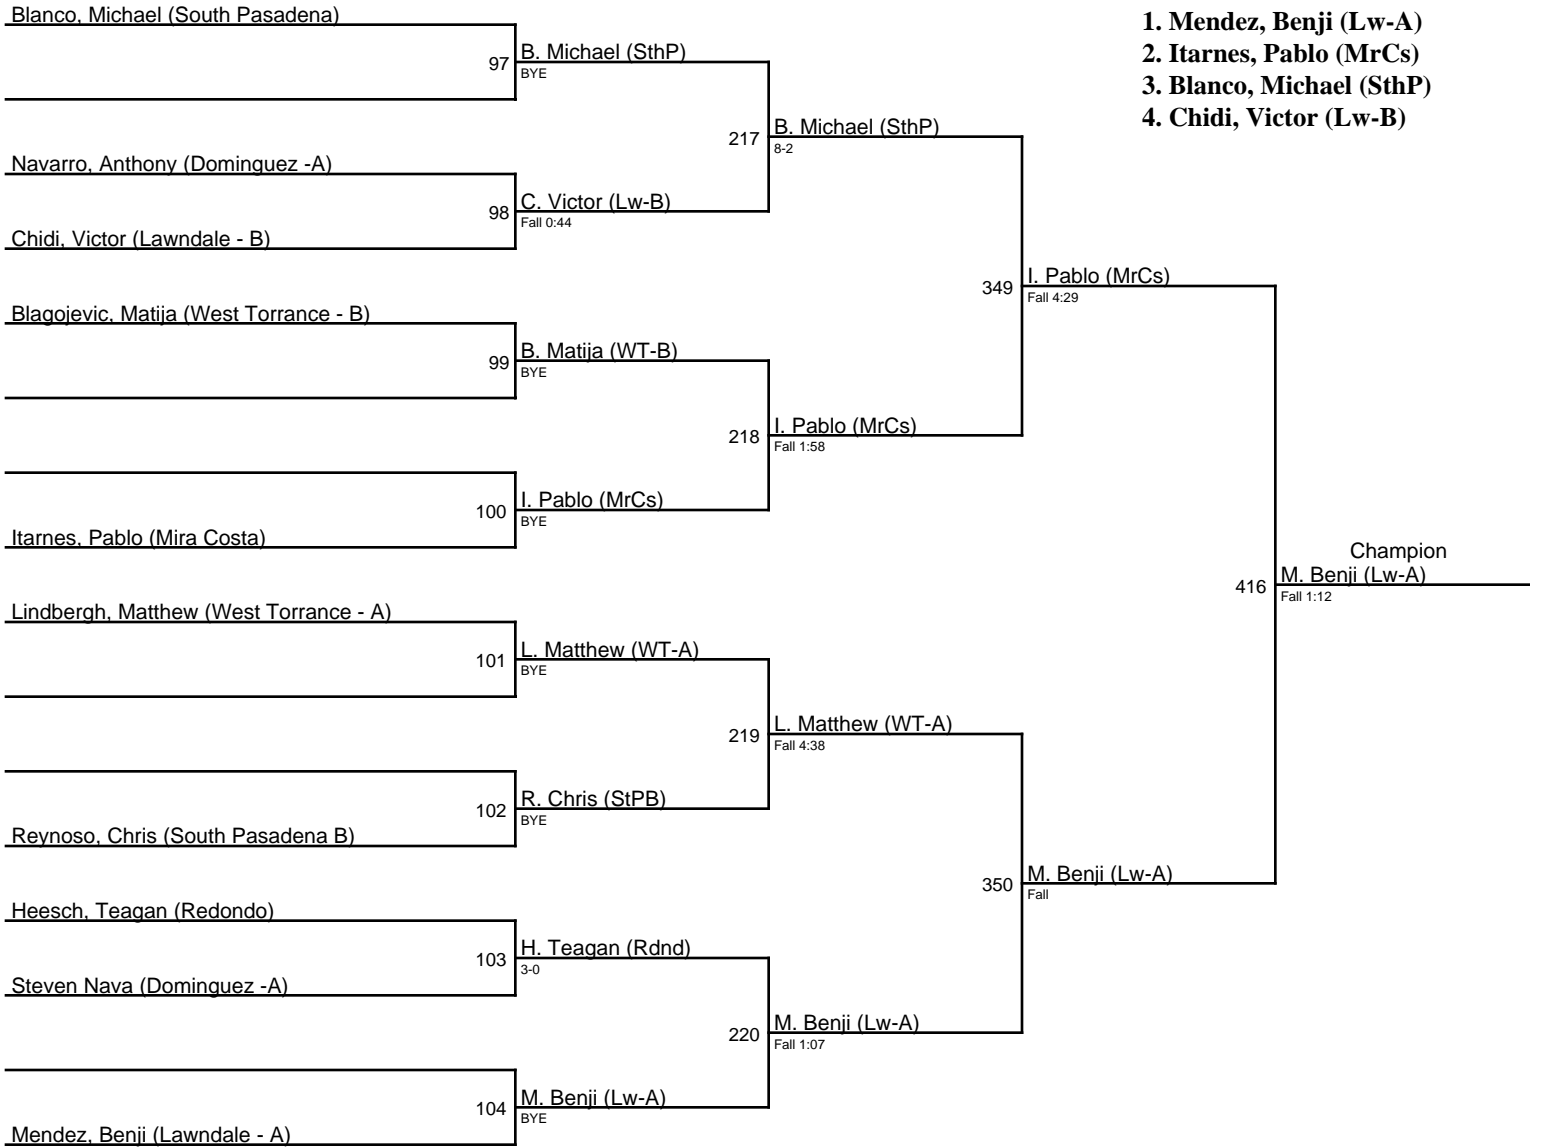 Blanco, Michael (South Pasadena)
1. Mendez, Benji (Lw-A)
2. Itarnes, Pablo (MrCs)
3. Blanco, Michael (SthP)
4. Chidi, Victor (Lw-B)
97 B. Michael (SthP)
BYE
217 B. Michael (SthP)
8-2
Navarro, Anthony (Dominguez -A)
98 C. Victor (Lw-B)
Fall 0:44
Chidi, Victor (Lawndale - B)
349 I. Pablo (MrCs)
Fall 4:29
Blagojevic, Matija (West Torrance - B)
99 B. Matija (WT-B)
BYE
218 I. Pablo (MrCs)
Fall 1:58
100 I. Pablo (MrCs)
BYE
Itarnes, Pablo (Mira Costa)
Champion
416 M. Benji (Lw-A)
Fall 1:12
Lindbergh, Matthew (West Torrance - A)
101 L. Matthew (WT-A)
BYE
219 L. Matthew (WT-A)
Fall 4:38
102 R. Chris (StPB)
BYE
Reynoso, Chris (South Pasadena B)
350 M. Benji (Lw-A)
Fall
Heesch, Teagan (Redondo)
103 H. Teagan (Rdnd)
3-0
Steven Nava (Dominguez -A)
220 M. Benji (Lw-A)
Fall 1:07
104 M. Benji (Lw-A)
BYE
Mendez, Benji (Lawndale - A)